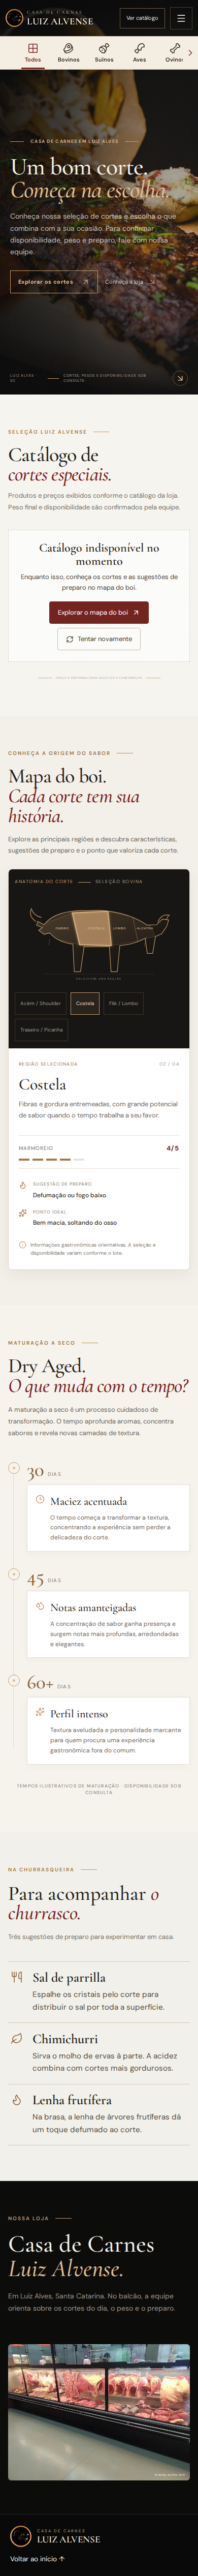 CASA DE CARNES
LUIZ ALVENSE
Ver catálogo
Todos
Bovinos
Suínos
Aves
Ovinos
CASA DE CARNES EM LUIZ ALVES
Um bom corte.
Começa na escolha.
Conheça nossa seleção de cortes e escolha o que
combina com a sua ocasião. Para confirmar
disponibilidade, peso e preparo, fale com nossa
equipe.
Explorar os cortes
Conheça a loja
LUIZ ALVES ·
SC
CORTES, PESOS E DISPONIBILIDADE SOB
CONSULTA
SELEÇÃO LUIZ ALVENSE
Catálogo de
cortes especiais.
Produtos e preços exibidos conforme o catálogo da loja.
Peso final e disponibilidade são confirmados pela equipe.
Catálogo indisponível no
momento
Enquanto isso, conheça os cortes e as sugestões de
preparo no mapa do boi.
Explorar o mapa do boi
Tentar novamente
CONHEÇA A ORIGEM DO SABOR
Mapa do boi.
Cada corte tem sua
história.
Explore as principais regiões e descubra características,
sugestões de preparo e o ponto que valoriza cada corte.
ANATOMIA DO CORTE
SELEÇÃO BOVINA
COSTELA
LOMBO
SELECIONE UMA REGIÃO
Acém / Shoulder
Costela
Filé / Lombo
Traseiro / Picanha
REGIÃO SELECIONADA
02 / 04
Costela
Fibras e gordura entremeadas, com grande potencial
de sabor quando o tempo trabalha a seu favor.
MARMOREIO
4/5
SUGESTÃO DE PREPARO
Defumação ou fogo baixo
PONTO IDEAL
Bem macia, soltando do osso
Informações gastronômicas orientativas. A seleção e
disponibilidade variam conforme o lote.
MATURAÇÃO A SECO
Dry Aged.
O que muda com o tempo?
A maturação a seco é um processo cuidadoso de
transformação. O tempo aprofunda aromas, concentra
sabores e revela novas camadas de textura.
30 DIAS
Maciez acentuada
O tempo começa a transformar a textura,
concentrando a experiência sem perder a
delicadeza do corte.
45 DIAS
Notas amanteigadas
A concentração de sabor ganha presença e
surgem notas mais profundas, arredondadas
e elegantes.
60+ DIAS
Perfil intenso
Textura aveludada e personalidade marcante
para quem procura uma experiência
gastronômica fora do comum.
TEMPOS ILUSTRATIVOS DE MATURAÇÃO · DISPONIBILIDADE SOB
CONSULTA
NA CHURRASQUEIRA
Para acompanhar o
churrasco.
Três sugestões de preparo para experimentar em casa.
Sal de parrilla
Espalhe os cristais pelo corte para
distribuir o sal por toda a superfície.
Chimichurri
Sirva o molho de ervas à parte. A acidez
combina com cortes mais gordurosos.
Lenha frutífera
Na brasa, a lenha de árvores frutíferas dá
um toque defumado ao corte.
NOSSA LOJA
Casa de Carnes
Luiz Alvense.
Em Luiz Alves, Santa Catarina. No balcão, a equipe
orienta sobre os cortes do dia, o peso e o preparo.
CASA DE CARNES
LUIZ ALVENSE
Voltar ao início ↑